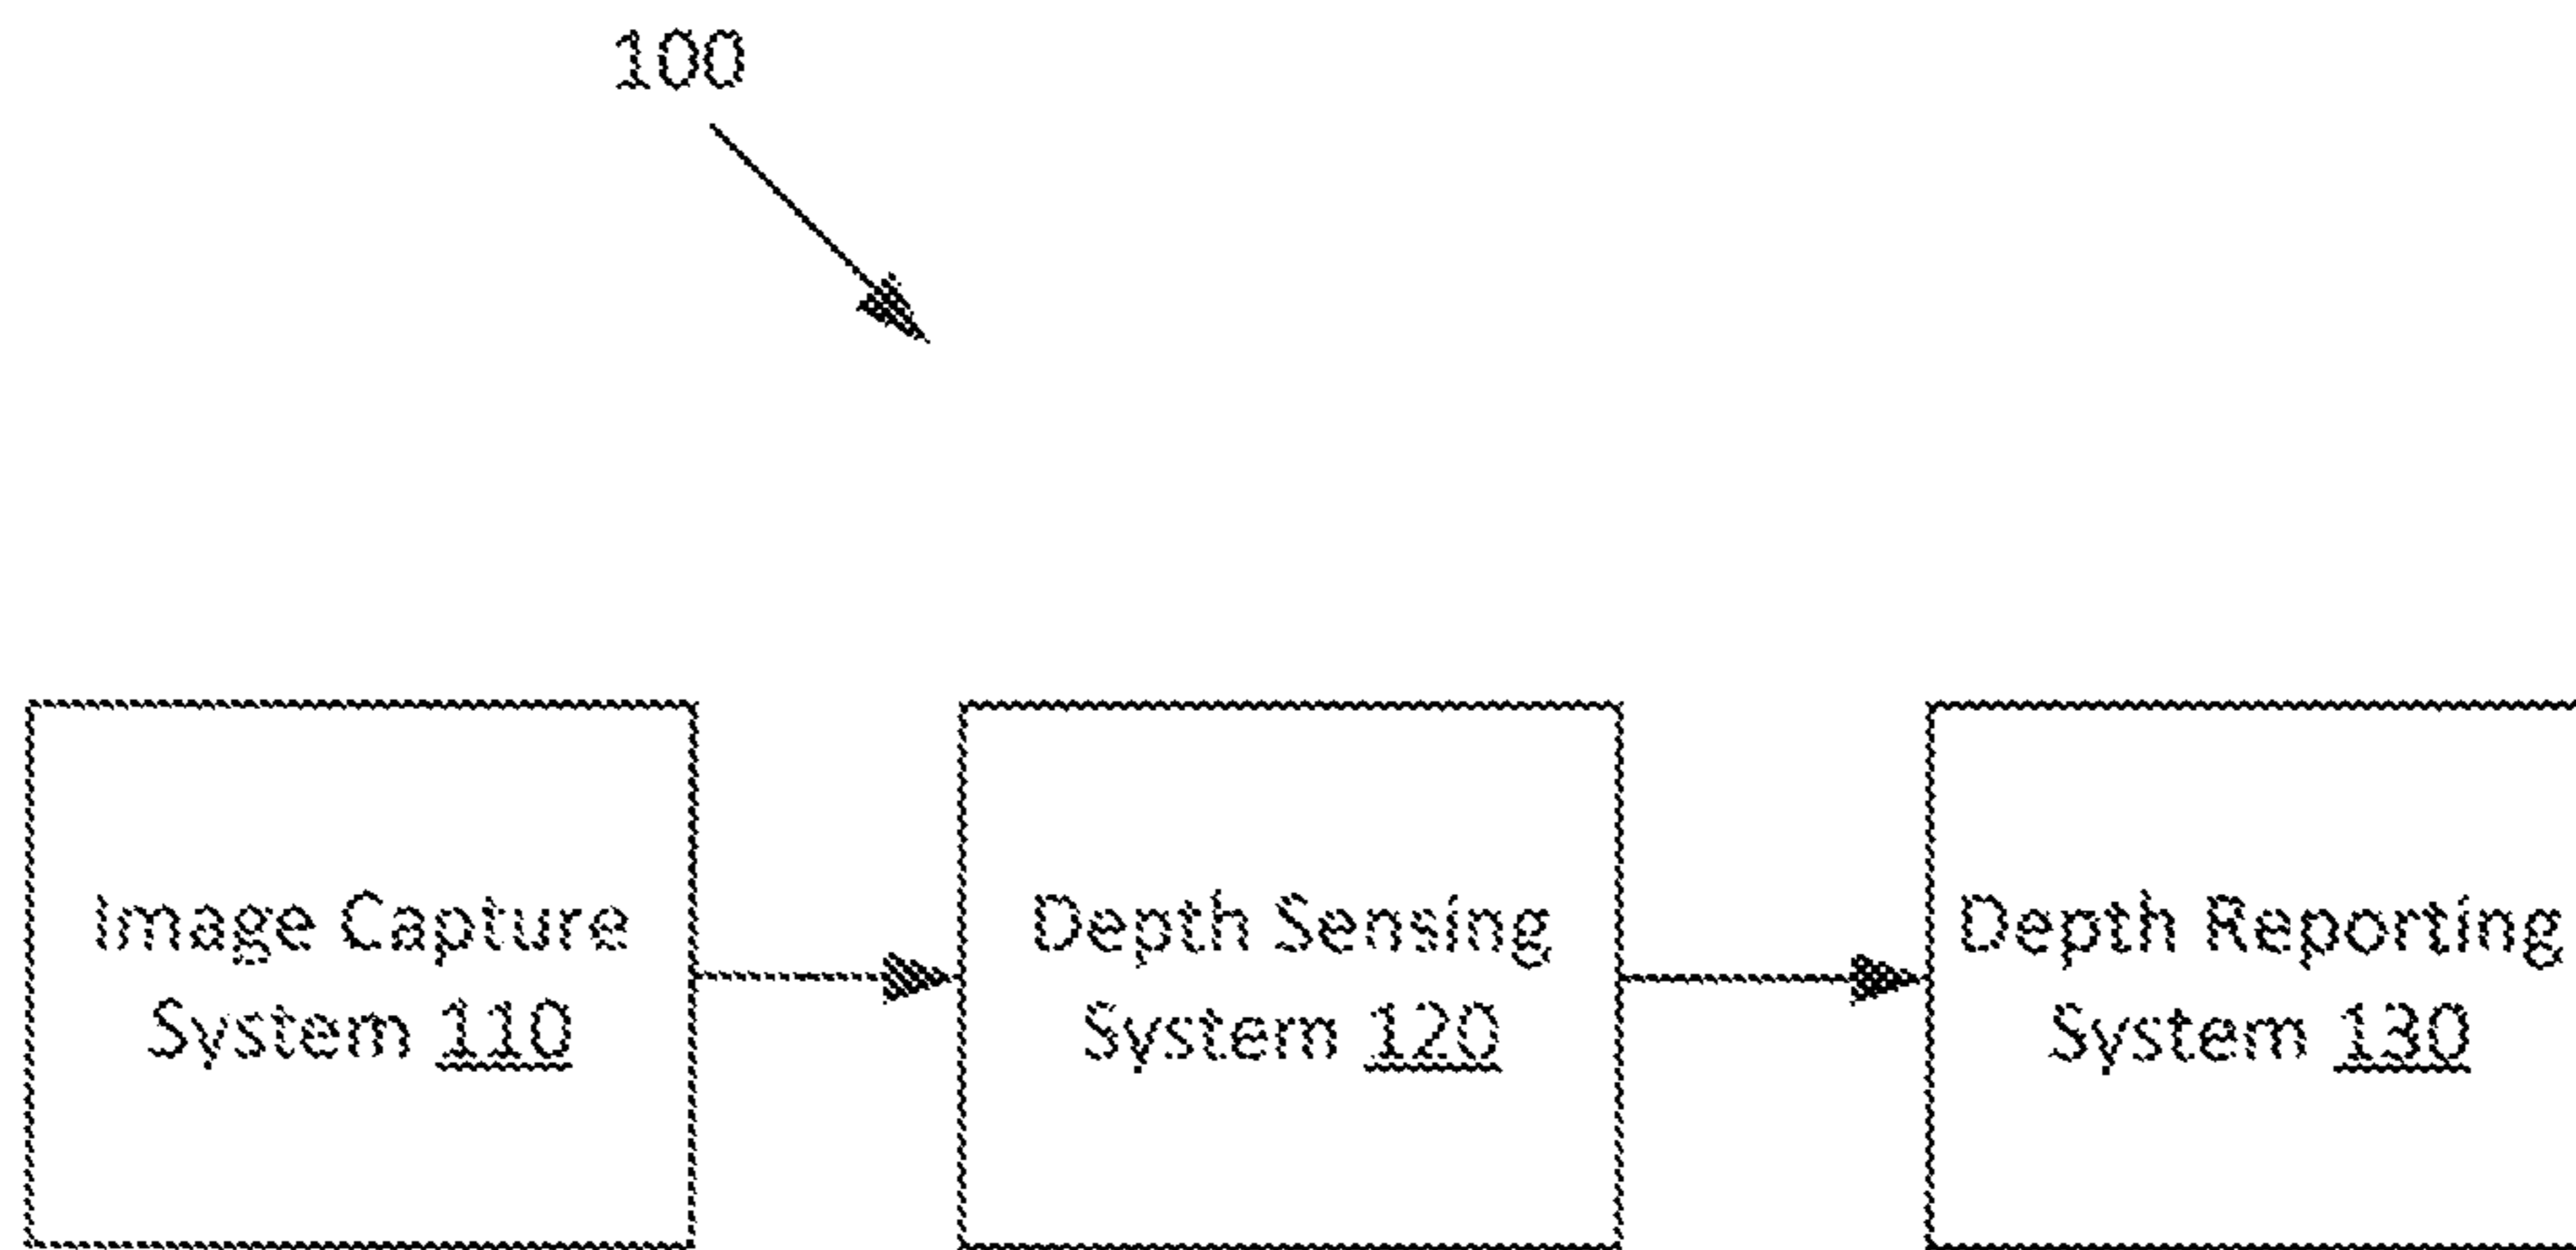 100
Image Capture
System 110
Depth Sensing
System 120
Depth Reporting
System 130